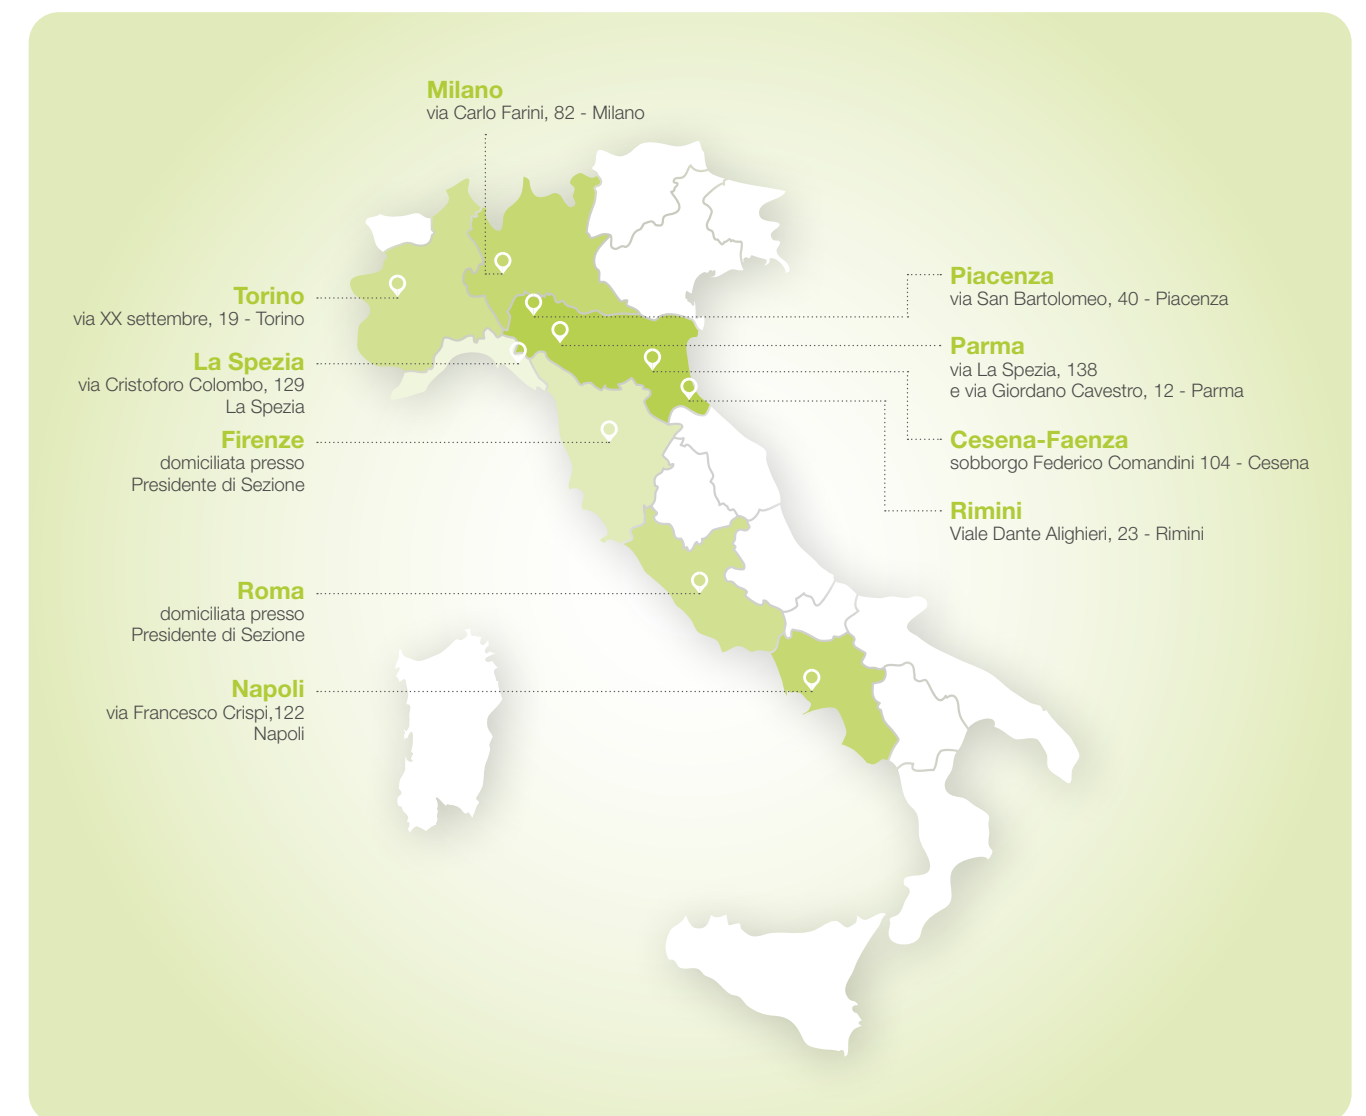 Milano
via Carlo Farini, 82 - Milano
Torino
via XX settembre, 19 - Torino
La Spezia
via Cristoforo Colombo, 129
La Spezia
Firenze
domiciliata presso
Presidente di Sezione
Roma
domiciliata presso
Presidente di Sezione
Napoli
via Francesco Crispi,122
Napoli
Piacenza
via San Bartolomeo, 40 - Piacenza
Parma
via La Spezia, 138
e via Giordano Cavestro, 12 - Parma
Cesena-Faenza
sobborgo Federico Comandini 104 - Cesena
Rimini
Viale Dante Alighieri, 23 - Rimini